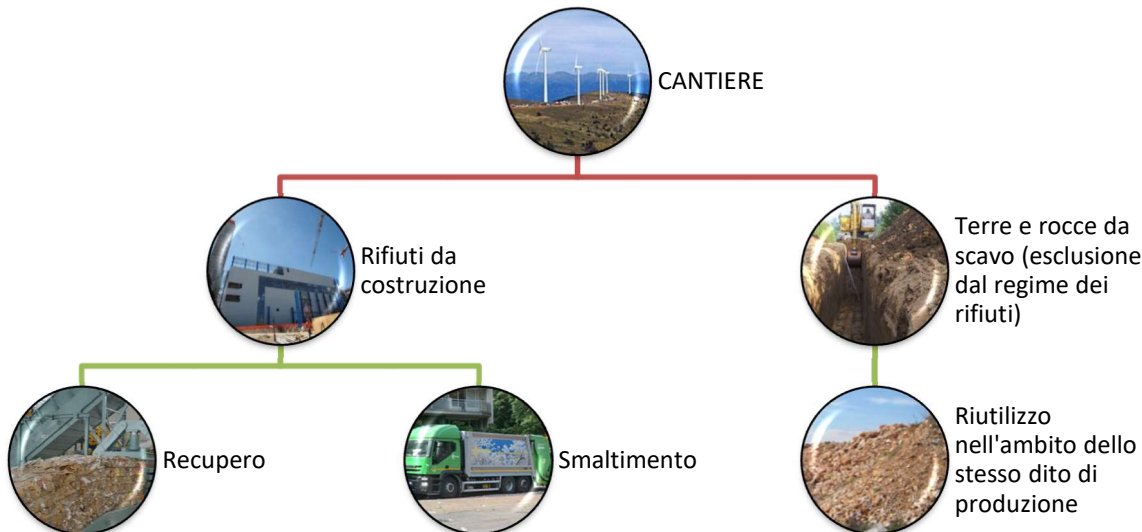 CANTIERE
Rifiuti da
costruzione
Terre e rocce da
scavo (esclusione
dal regime dei
rifiuti)
Recupero
Smaltimento
Riutilizzo
nell'ambito dello
stesso dito di
produzione